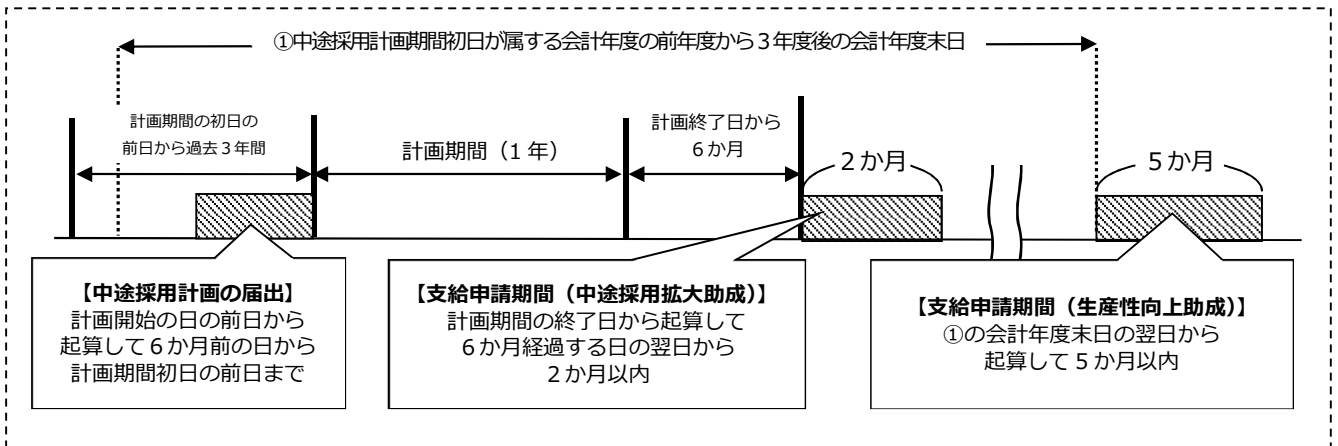 ①中途採用計画期間初日が属する会計年度の前年度から３年度後の会計年度末日
計画期間の初日の
前日から過去３年間
計画期間（1 年）
計画終了日から
６か月
２か月
５か月
【中途採用計画の届出】
計画開始の日の前日から
起算して６か月前の日から
計画期間初日の前日まで
【支給申請期間（中途採用拡大助成）】
計画期間の終了日から起算して
６か月経過する日の翌日から
２か月以内
【支給申請期間（生産性向上助成）】
①の会計年度末日の翌日から
起算して５か月以内